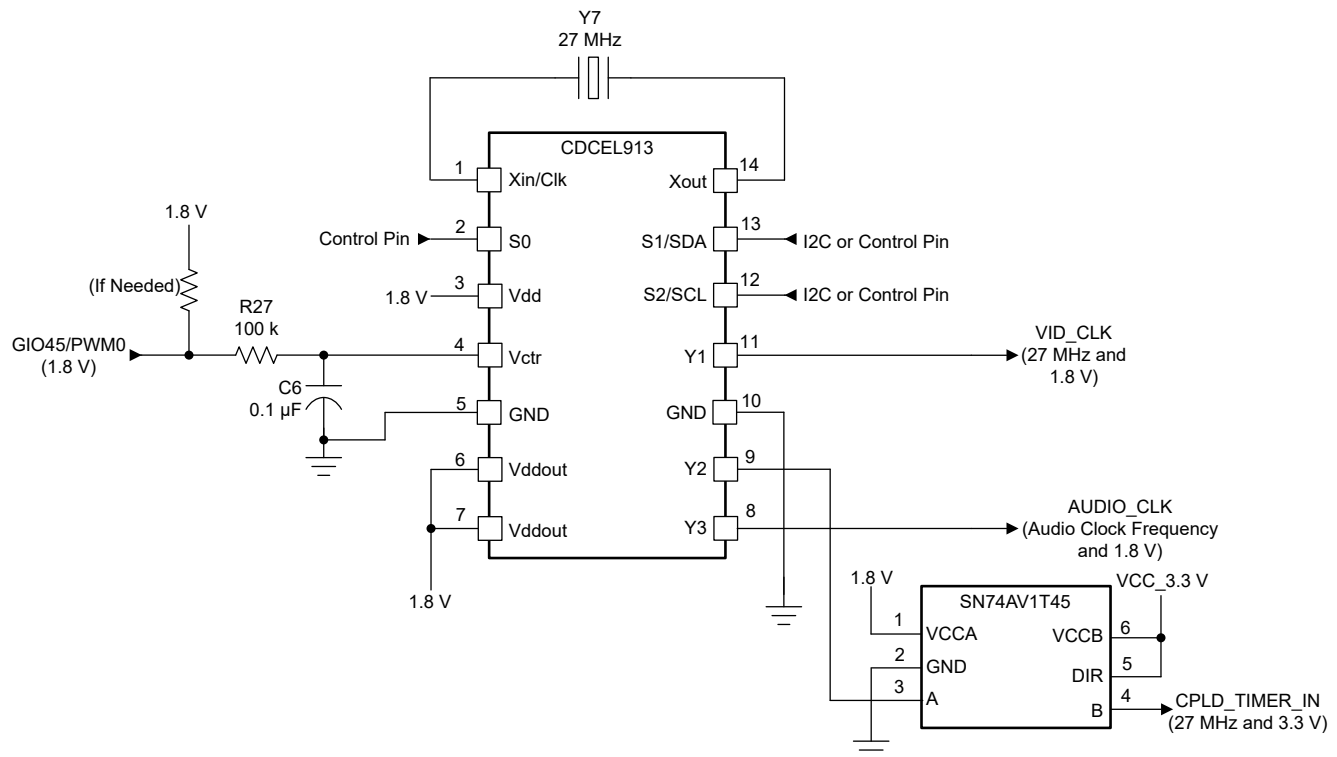 Y7
27 MHz
CDCEL913
1
Xin/Clk
14
Xout
1.8 V
Control Pin
2
S0
13
S1/SDA
I2C or Control Pin
(If Needed)
1.8 V
3
Vdd
12
S2/SCL
I2C or Control Pin
R27
100 k
GIO45/PWM0
(1.8 V)
4
Vctr
11
Y1
VID_CLK
(27 MHz and
1.8 V)
C6
0.1 µF
5
GND
10
GND
6
Vddout
9
Y2
7
Vddout
8
Y3
AUDIO_CLK
(Audio Clock Frequency
and 1.8 V)
1.8 V
1.8 V
SN74AV1T45
VCC_3.3 V
1
VCCA
6
VCCB
2
GND
5
DIR
3
A
4
B
CPLD_TIMER_IN
(27 MHz and 3.3 V)